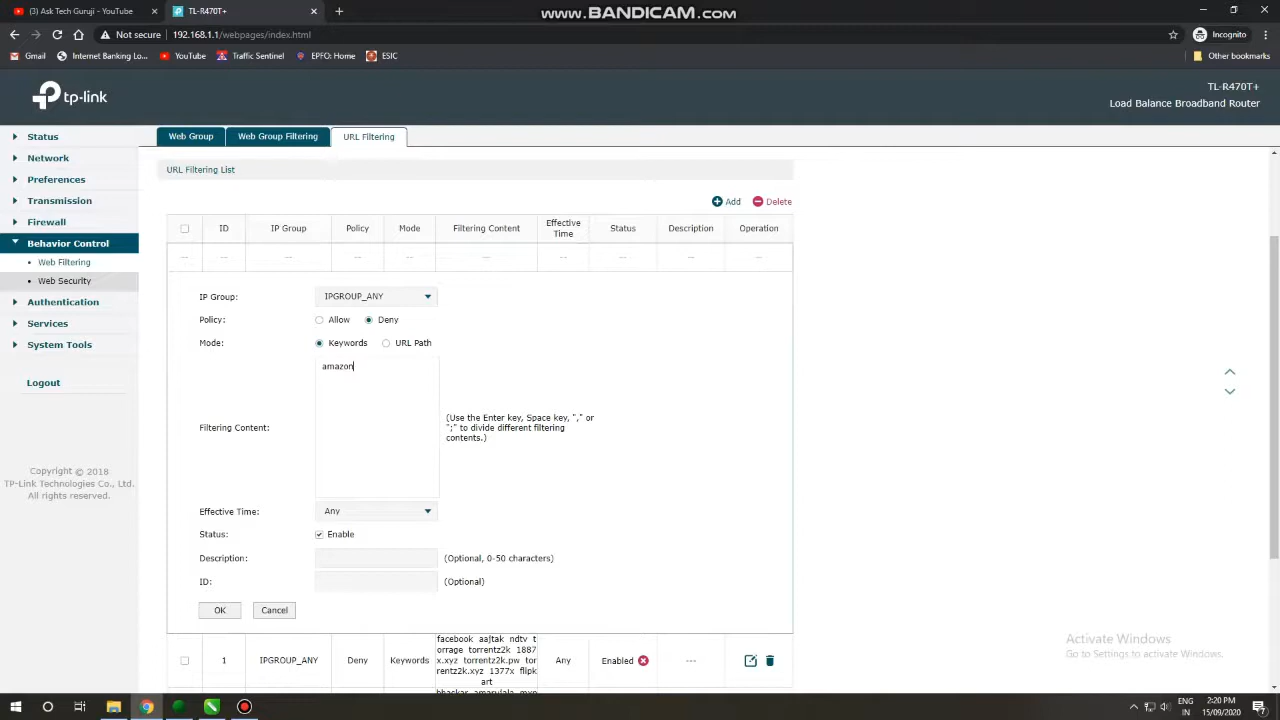 (3) Ask Tech Guruji - YouTube
TL-R470T+
www.BANDICAM.com
Not secure
192.168.1.1/webpages/index.html
Incognito
Gmail
Internet Banking Lo...
YouTube
Traffic Sentinel
EPFO: Home
ESIC
Other bookmarks
tp-link
TL-R470T+
Load Balance Broadband Router
Status
Network
Preferences
Transmission
Firewall
Behavior Control
Web Filtering
Web Security
Authentication
Services
System Tools
Logout
Copyright © 2018
TP-Link Technologies Co., Ltd.
All rights reserved.
Web Group
Web Group Filtering
URL Filtering
URL Filtering List
Add
Delete
ID
IP Group
Policy
Mode
Filtering Content
Effective
Time
Status
Description
Operation
-- -- -- -- -- -- -- -- -- --
IP Group:
IPGROUP_ANY
Policy:
Allow
Deny
Mode:
Keywords
URL Path
amazon
Filtering Content:
(Use the Enter key, Space key, "," or
";" to divide different filtering
contents.)
Effective Time:
Any
Status:
Enable
Description:
(Optional, 0-50 characters)
ID:
(Optional)
OK
Cancel
1
IPGROUP_ANY
Deny
Keywords
facebook aajtak ndtv t
orrage torrentz2k 1887
x.xyz torrentz2k.pw tor
rentz2k.xyz 1377x flipk
art
Any
Enabled
---
Activate Windows
Go to Settings to activate Windows.
ENG
IN
2:20 PM
15/09/2020